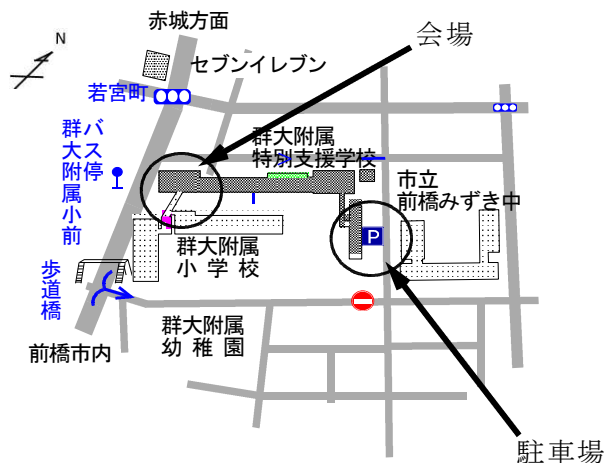 赤城方面
会場
N
セブンイレブン
若宮町
バス停
群大附属小前
群大附属
特別支援学校
市立
前橋みずき中
P
群大附属
小学校
歩道橋
群大附属
幼稚園
前橋市内
駐車場